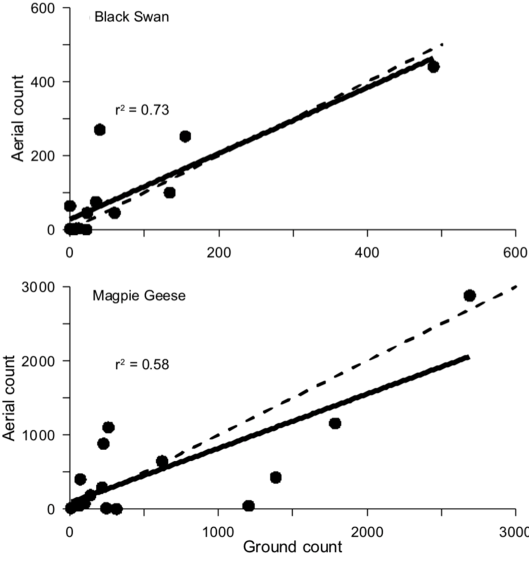 Black Swan
r² = 0.73
Aerial count
600
400
200
0
0 200 400 600
Magpie Geese
r² = 0.58
Aerial count
3000
2000
1000
0
0 1000 2000 3000
Ground count